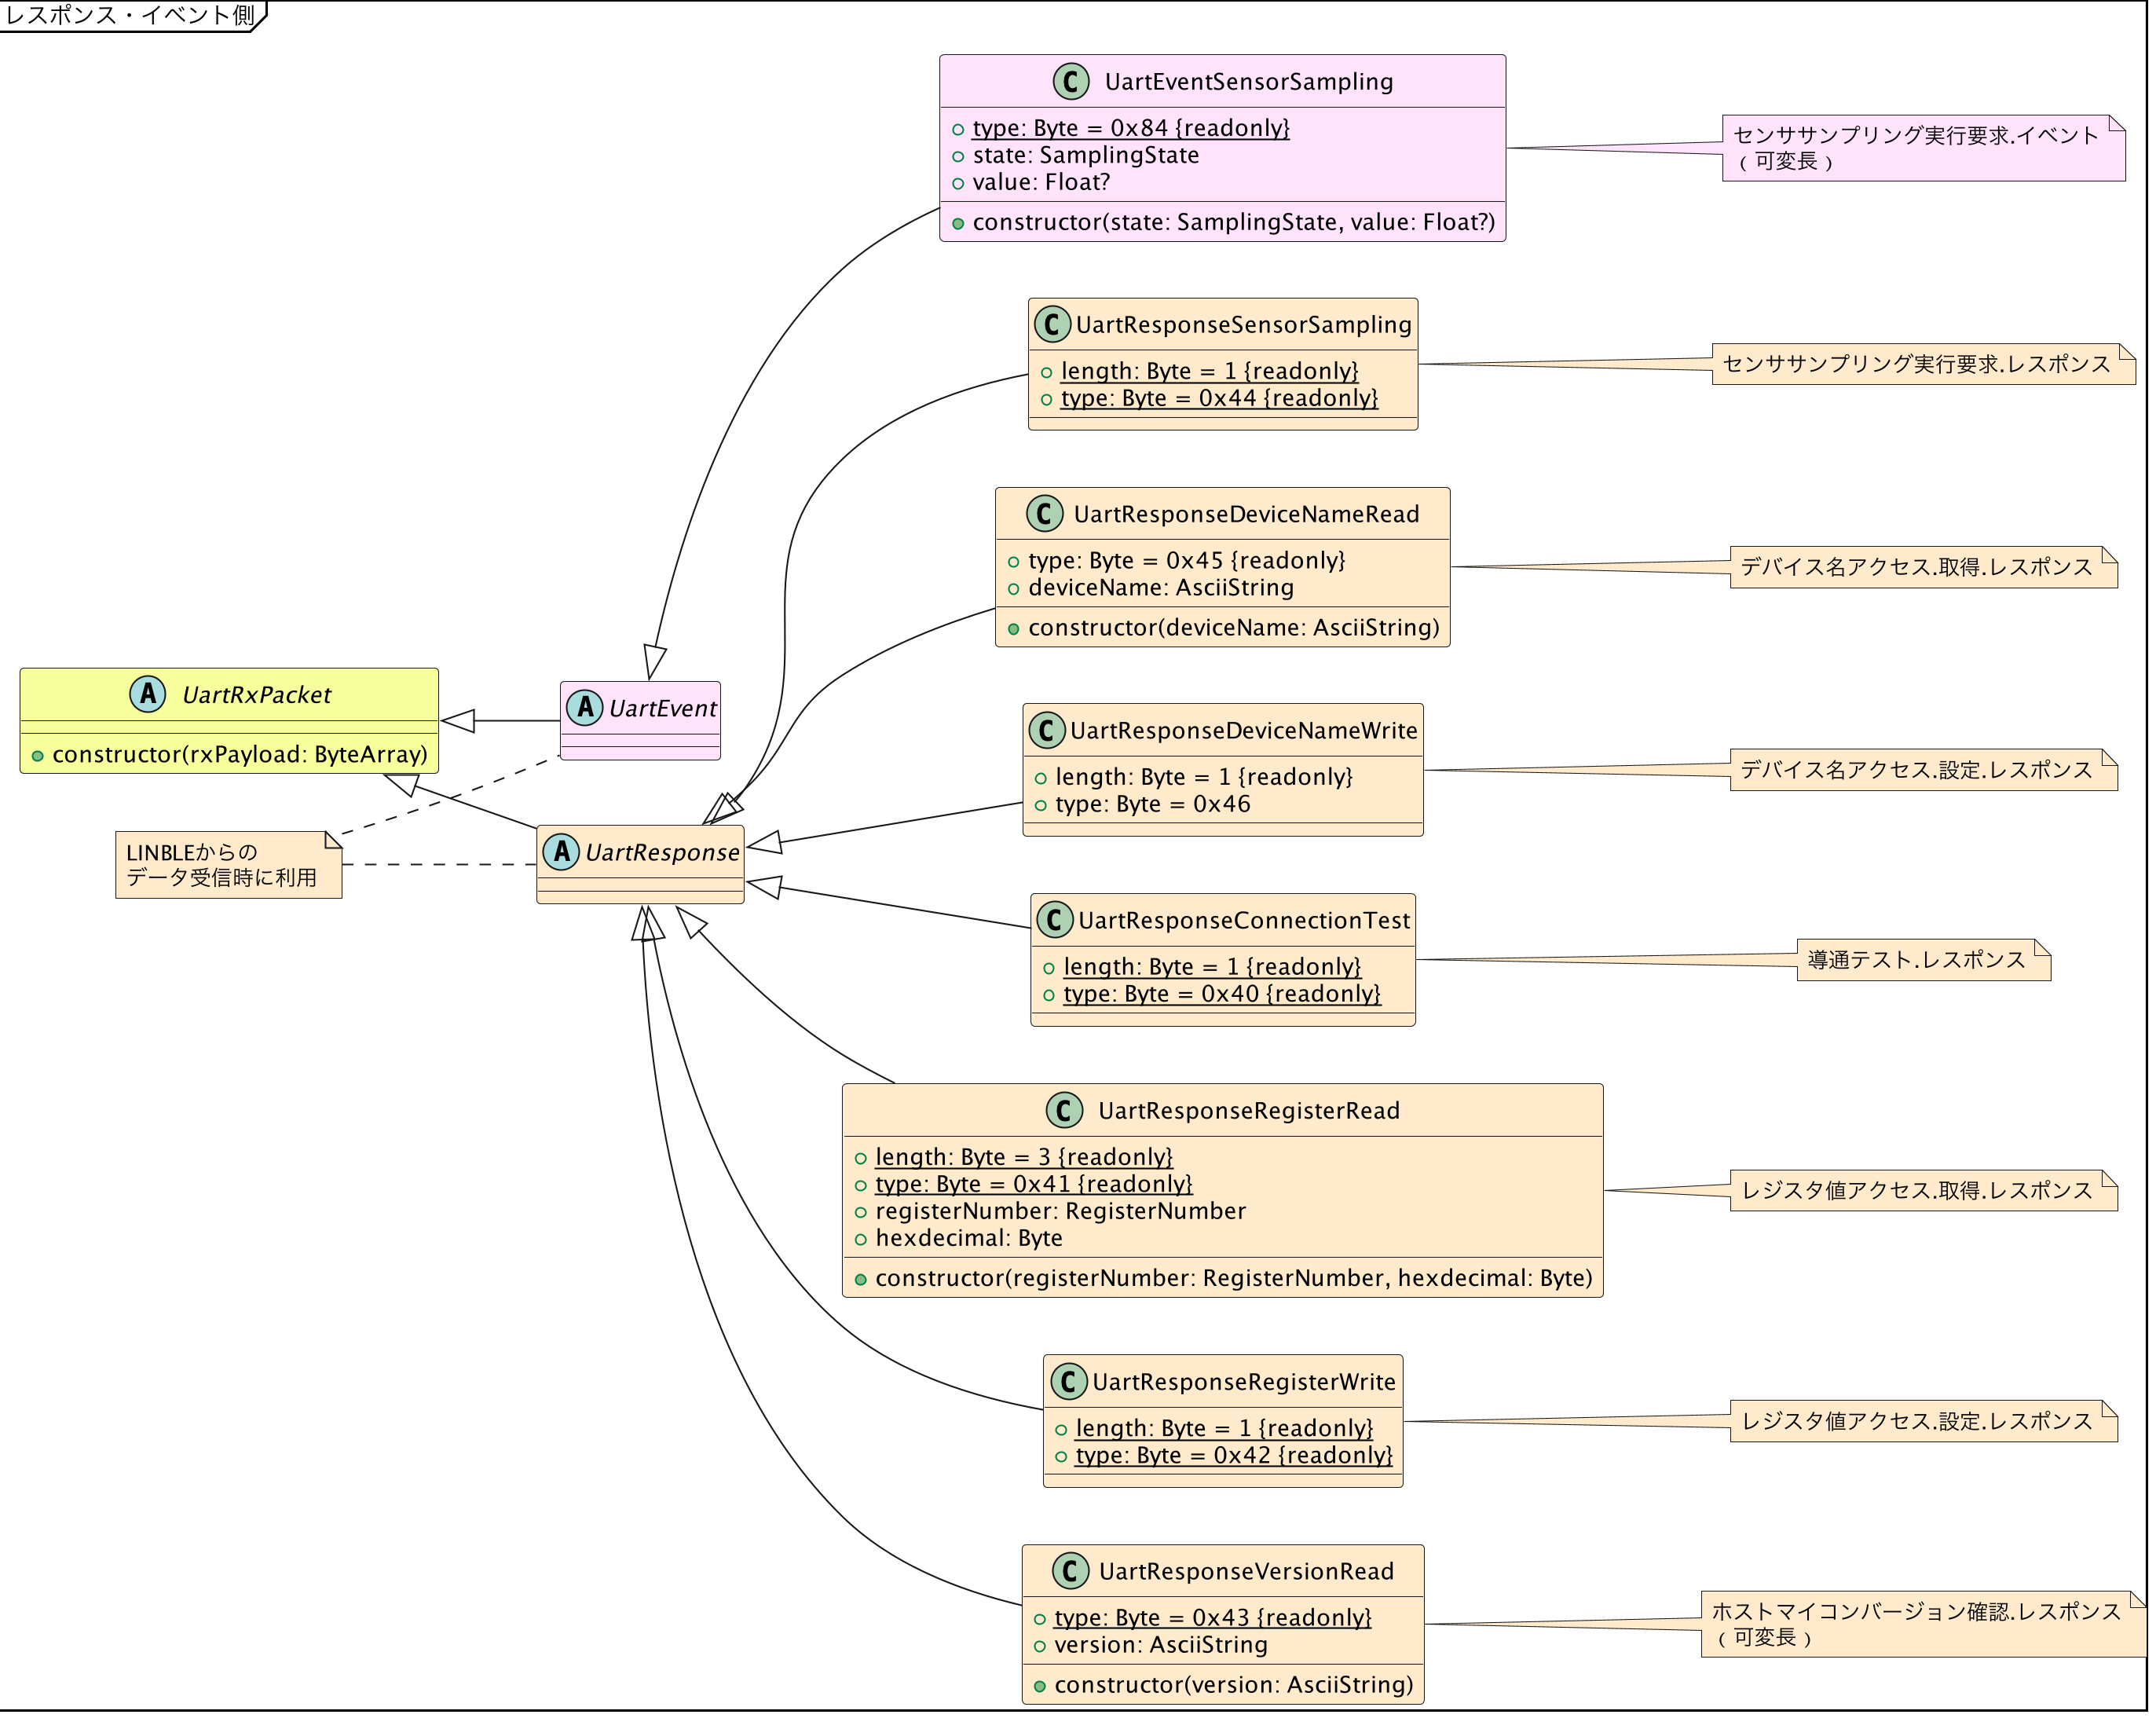 レスポンス・イベント側
C UartEventSensorSampling
type: Byte = 0x84 {readonly}
state: SamplingState
value: Float?
constructor(state: SamplingState, value: Float?)
センササンプリング実行要求.イベント
（可変長）
C UartResponseSensorSampling
length: Byte = 1 {readonly}
type: Byte = 0x44 {readonly}
センササンプリング実行要求.レスポンス
C UartResponseDeviceNameRead
type: Byte = 0x45 {readonly}
deviceName: AsciiString
constructor(deviceName: AsciiString)
デバイス名アクセス.取得.レスポンス
A UartRxPacket
constructor(rxPayload: ByteArray)
A UartEvent
C UartResponseDeviceNameWrite
length: Byte = 1 {readonly}
type: Byte = 0x46
デバイス名アクセス.設定.レスポンス
LINBLEからの
データ受信時に利用
A UartResponse
C UartResponseConnectionTest
length: Byte = 1 {readonly}
type: Byte = 0x40 {readonly}
導通テスト.レスポンス
C UartResponseRegisterRead
length: Byte = 3 {readonly}
type: Byte = 0x41 {readonly}
registerNumber: RegisterNumber
hexdecimal: Byte
constructor(registerNumber: RegisterNumber, hexdecimal: Byte)
レジスタ値アクセス.取得.レスポンス
C UartResponseRegisterWrite
length: Byte = 1 {readonly}
type: Byte = 0x42 {readonly}
レジスタ値アクセス.設定.レスポンス
C UartResponseVersionRead
type: Byte = 0x43 {readonly}
version: AsciiString
constructor(version: AsciiString)
ホストマイコンバージョン確認.レスポンス
（可変長）